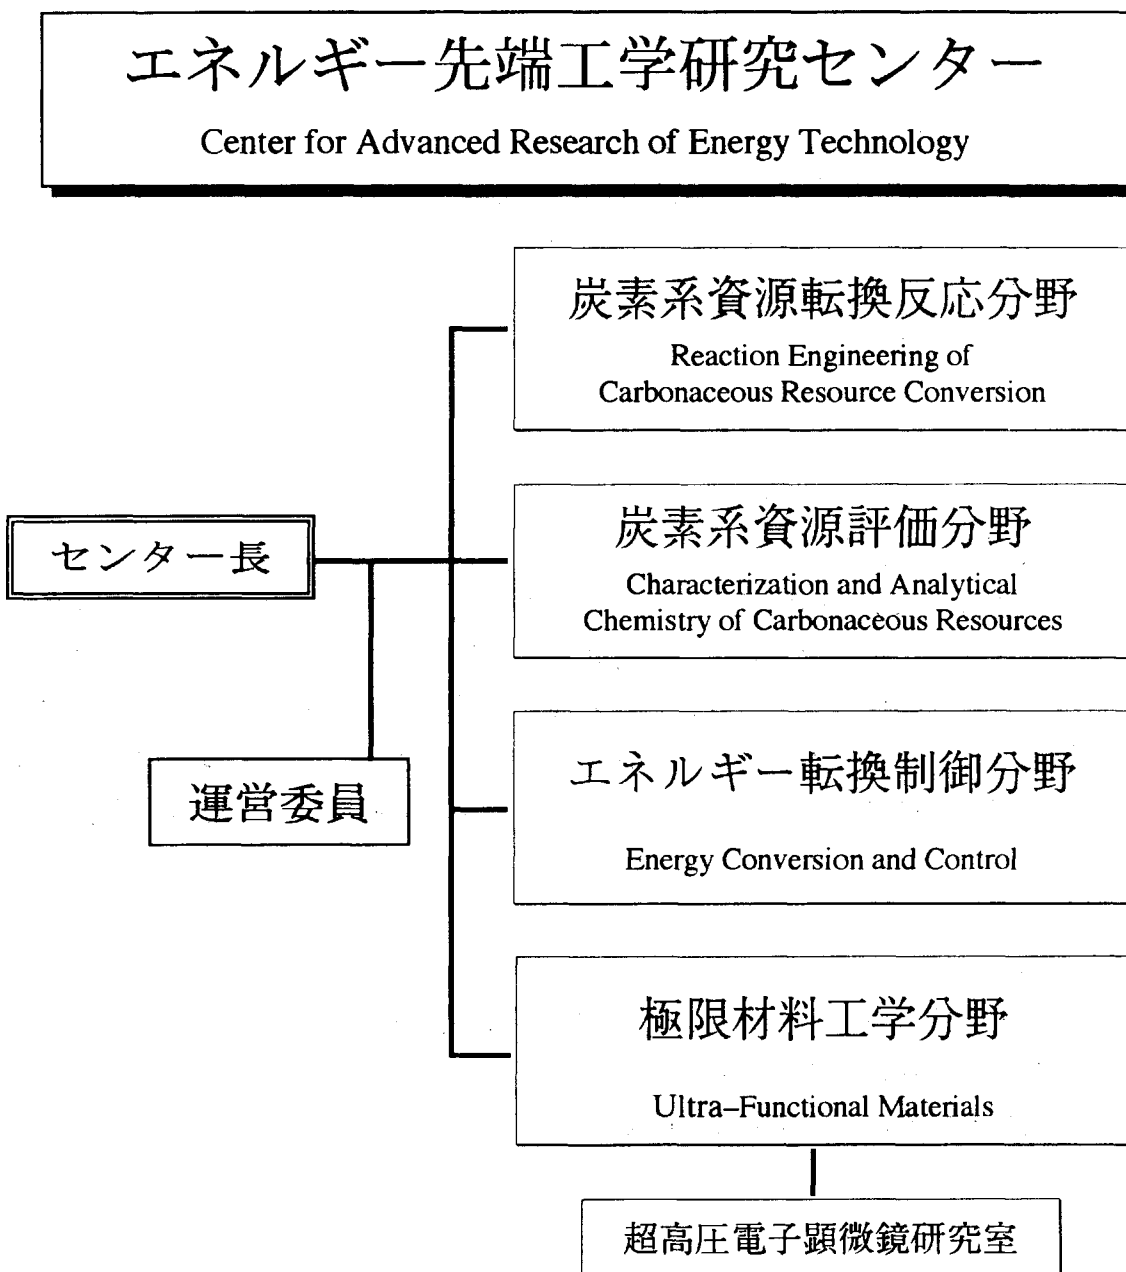 エネルギー先端工学研究センター
Center for Advanced Research of Energy Technology
炭素系資源転換反応分野
Reaction Engineering of
Carbonaceous Resource Conversion
センター長
炭素系資源評価分野
Characterization and Analytical
Chemistry of Carbonaceous Resources
運営委員
エネルギー転換制御分野
Energy Conversion and Control
極限材料工学分野
Ultra–Functional Materials
超高圧電子顕微鏡研究室